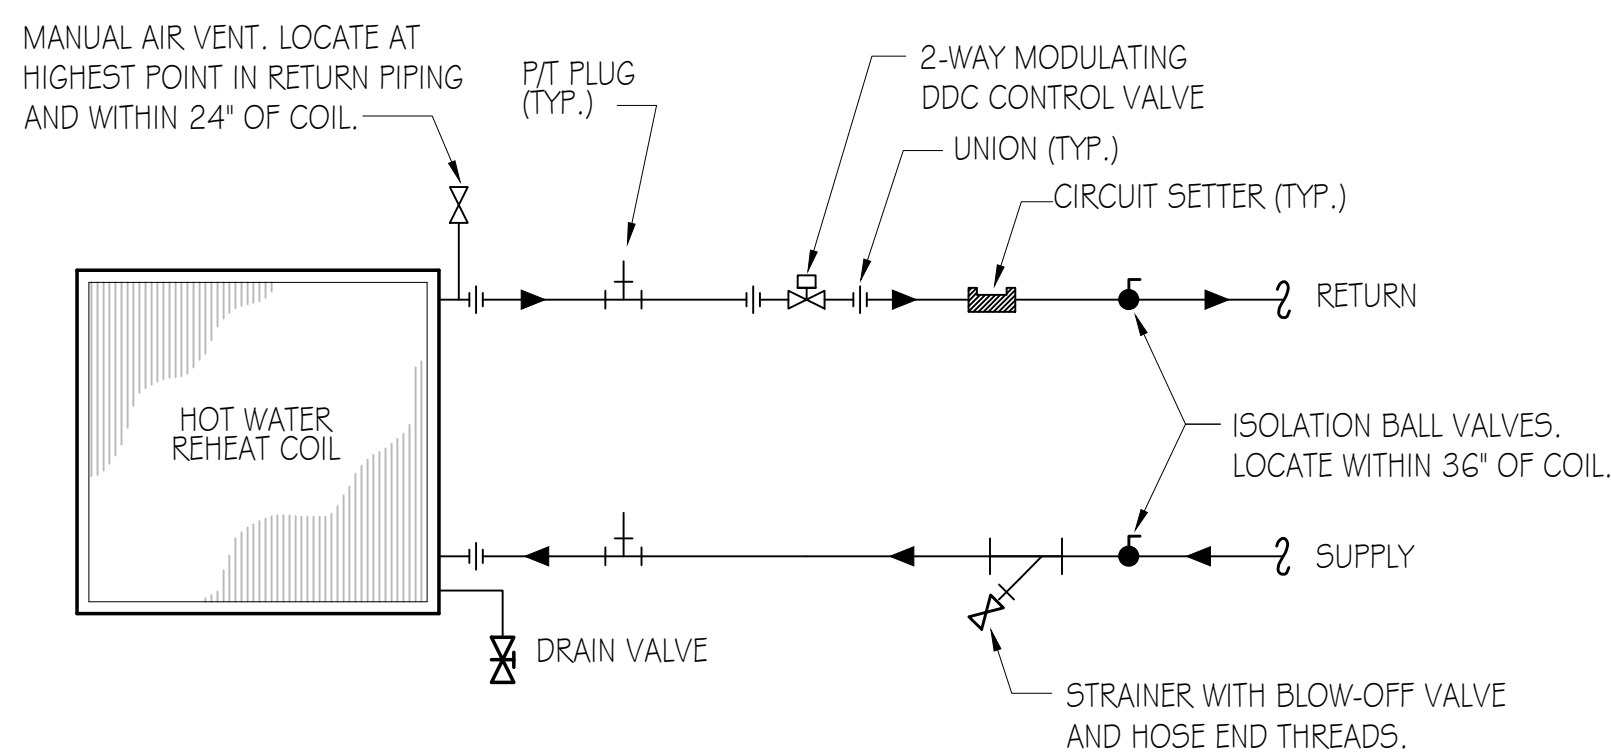 MANUAL AIR VENT. LOCATE AT
HIGHEST POINT IN RETURN PIPING
AND WITHIN 24" OF COIL.
P/T PLUG
(TYP.)
2-WAY MODULATING
DDC CONTROL VALVE
UNION (TYP.)
CIRCUIT SETTER (TYP.)
RETURN
HOT WATER
REHEAT COIL
ISOLATION BALL VALVES.
LOCATE WITHIN 36" OF COIL.
SUPPLY
DRAIN VALVE
STRAINER WITH BLOW-OFF VALVE
AND HOSE END THREADS.